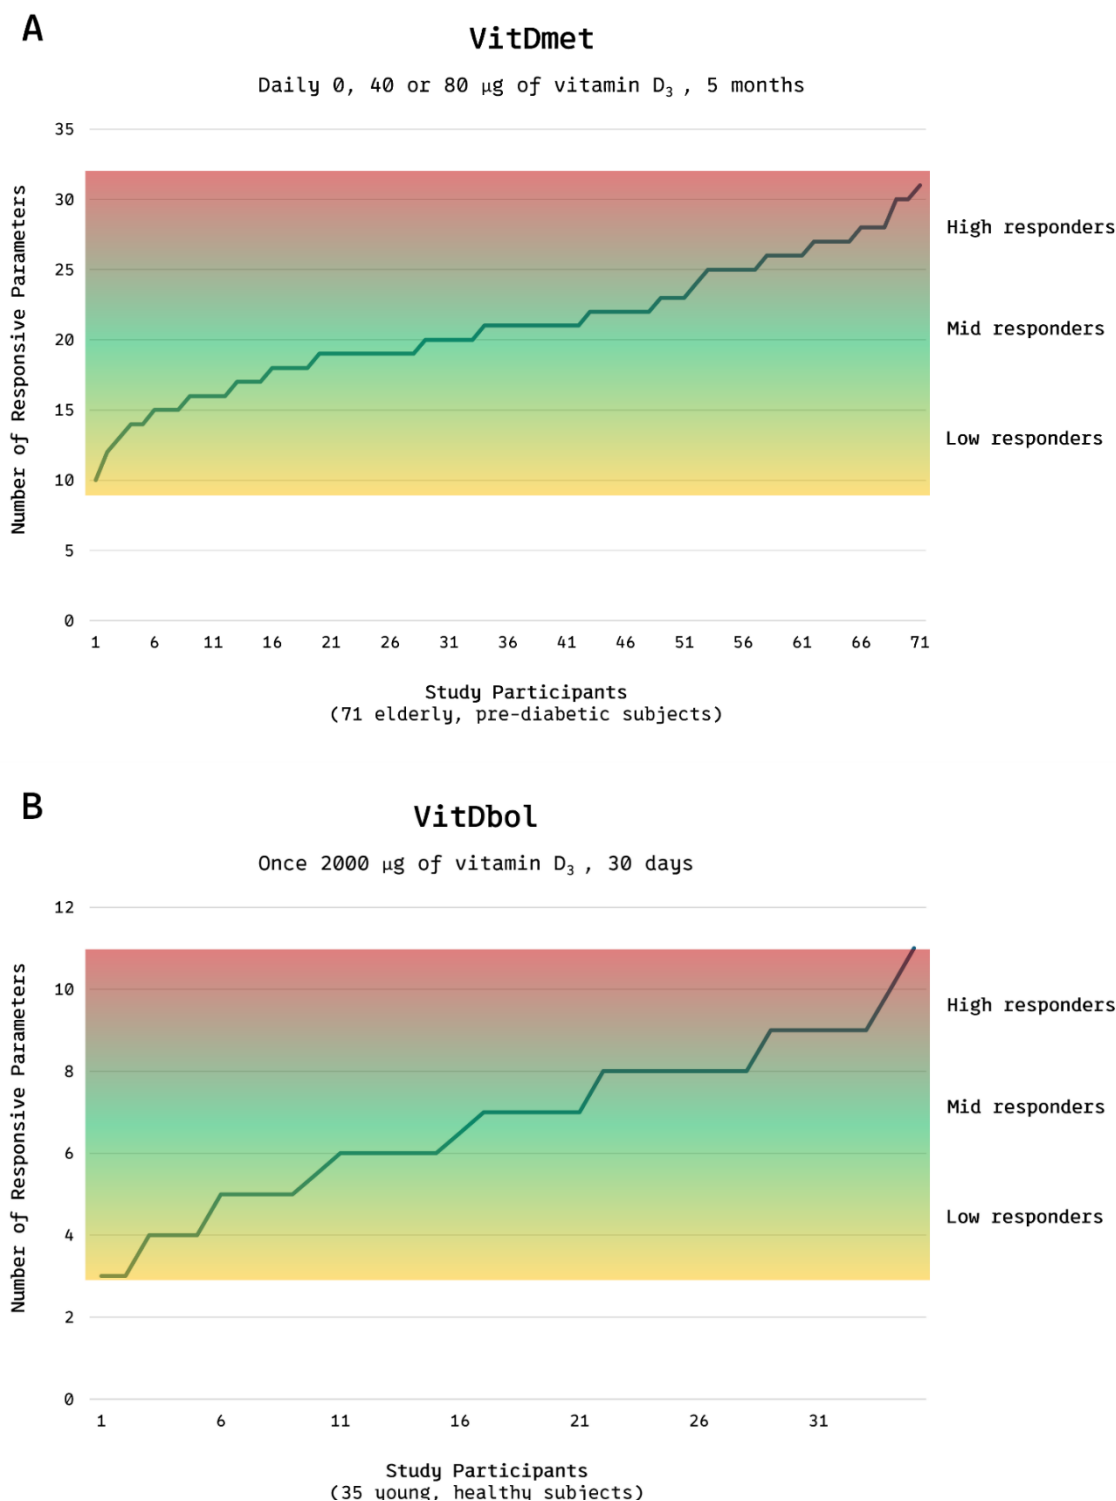 A
VitDmet
Daily 0, 40 or 80 µg of vitamin D₃ , 5 months
35
30
25
20
15
10
5
0
Number of Responsive Parameters
High responders
Mid responders
Low responders
1 6 11 16 21 26 31 36 41 46 51 56 61 66 71
Study Participants
(71 elderly, pre-diabetic subjects)
B
VitDbol
Once 2000 µg of vitamin D₃ , 30 days
12
10
8
6
4
2
0
Number of Responsive Parameters
High responders
Mid responders
Low responders
1 6 11 16 21 26 31
Study Participants
(35 young, healthy subjects)